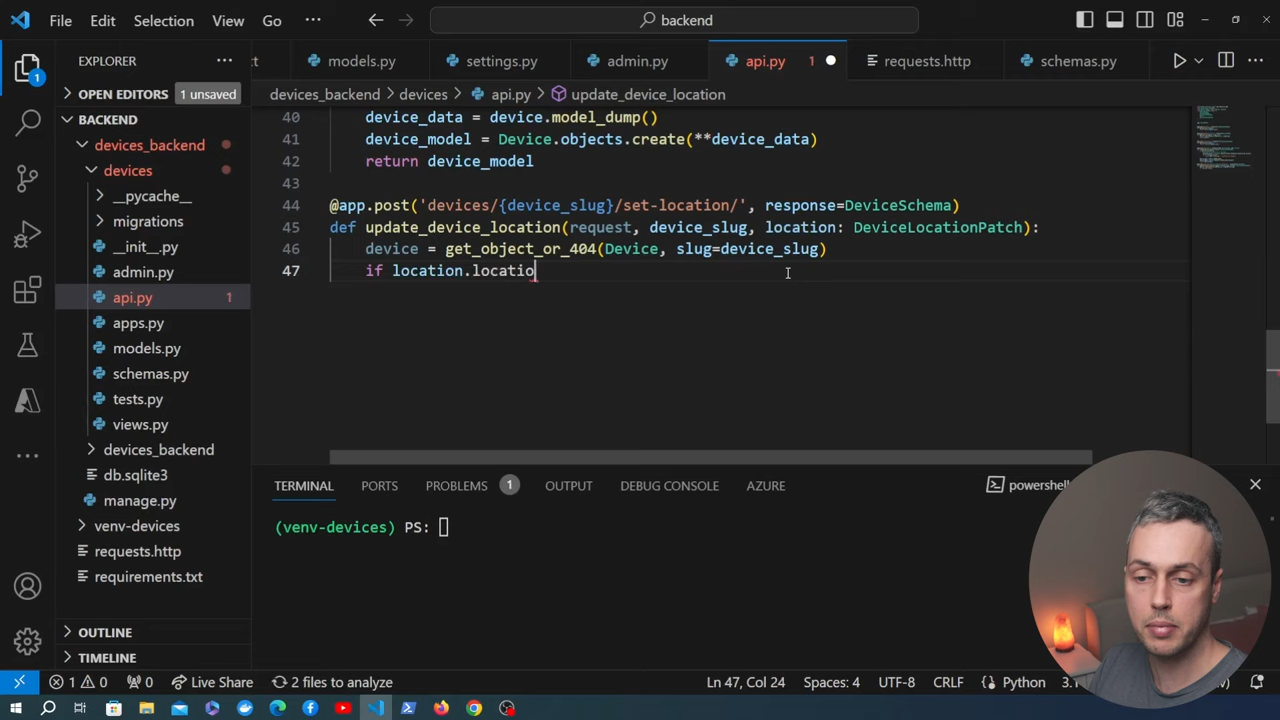 File Edit Selection View Go ··· backend
EXPLORER ···
models.py settings.py admin.py api.py 1 requests.http schemas.py ···
OPEN EDITORS 1 unsaved
devices_backend > devices > api.py > update_device_location
BACKEND
devices_backend
devices
__pycache__
migrations
__init__.py
admin.py
api.py 1
apps.py
models.py
schemas.py
tests.py
views.py
devices_backend
db.sqlite3
manage.py
venv-devices
requests.http
requirements.txt
OUTLINE
TIMELINE
1
40 device_data = device.model_dump()
41 device_model = Device.objects.create(**device_data)
42 return device_model
43
44 @app.post('devices/{device_slug}/set-location/', response=DeviceSchema)
45 def update_device_location(request, device_slug, location: DeviceLocationPatch):
46 device = get_object_or_404(Device, slug=device_slug)
47 if location.locatio
TERMINAL PORTS PROBLEMS 1 OUTPUT DEBUG CONSOLE AZURE
(venv-devices) PS:
1 0 0 Live Share 2 files to analyze Ln 47, Col 24 Spaces: 4 UTF-8 CRLF Python